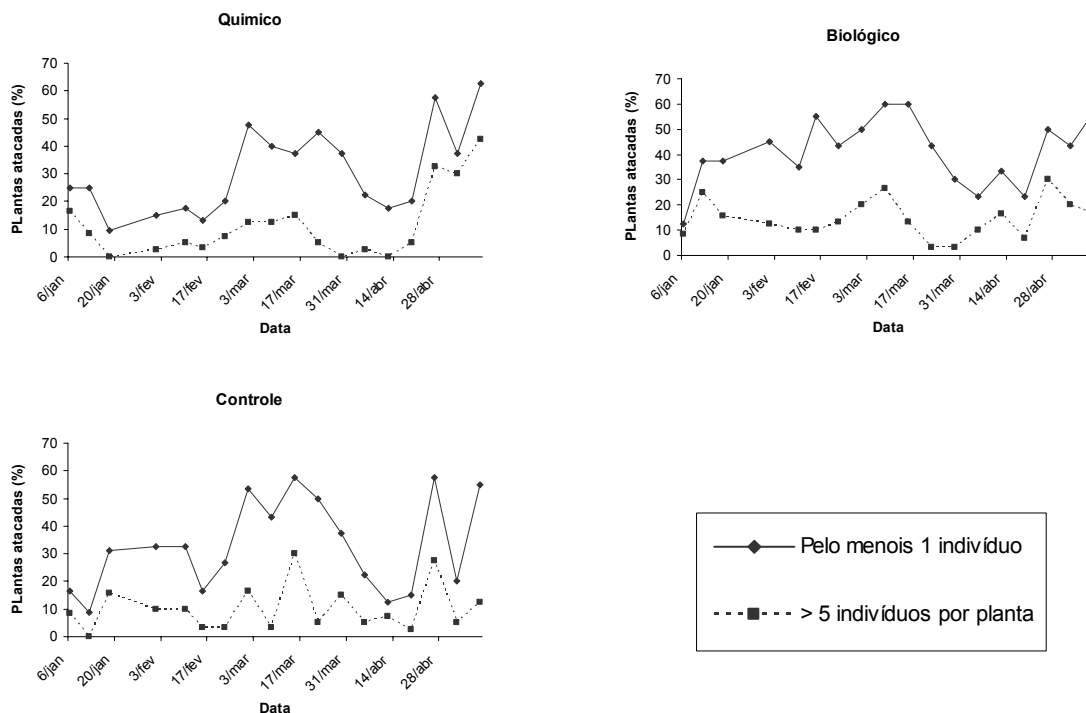 Quimico
PLantas atacadas (%)
70
60
50
40
30
20
10
0
6/jan
20/jan
3/fev
17/fev
3/mar
17/mar
31/mar
14/abr
28/abr
Data
Biológico
PLantas atacadas (%)
70
60
50
40
30
20
10
0
6/jan
20/jan
3/fev
17/fev
3/mar
17/mar
31/mar
14/abr
28/abr
Data
Controle
PLantas atacadas (%)
70
60
50
40
30
20
10
0
6/jan
20/jan
3/fev
17/fev
3/mar
17/mar
31/mar
14/abr
28/abr
Data
Pelo menois 1 indivíduo
> 5 indivíduos por planta